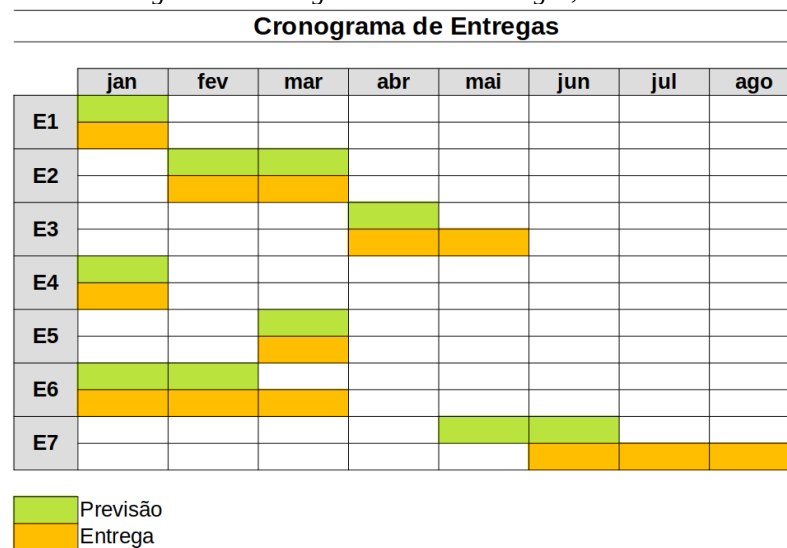 Cronograma de Entregas
jan fev mar abr mai jun jul ago
E1
E2
E3
E4
E5
E6
E7
Previsão
Entrega